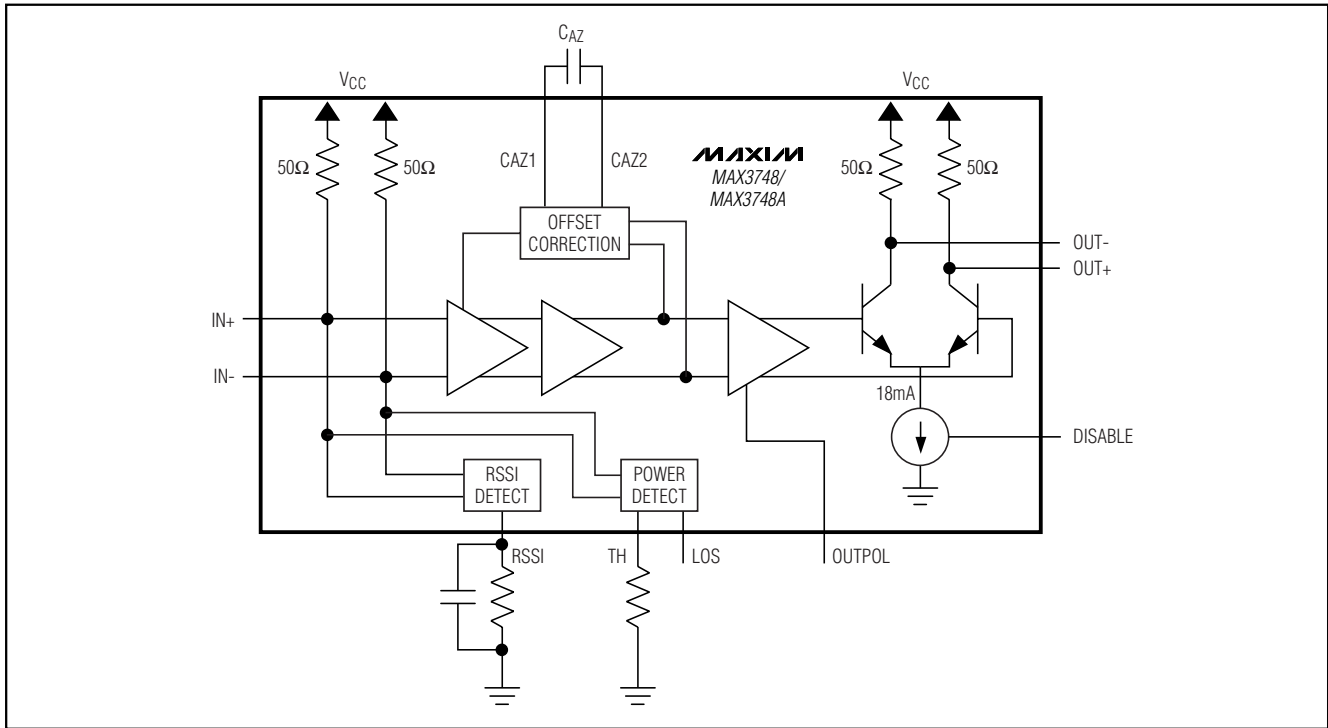 C_AZ
V_CC
V_CC
50Ω
50Ω
CAZ1
CAZ2
MAXIM
MAX3748/
MAX3748A
50Ω
50Ω
OFFSET
CORRECTION
OUT-
OUT+
IN+
IN-
18mA
DISABLE
RSSI
DETECT
POWER
DETECT
RSSI
TH
LOS
OUTPOL